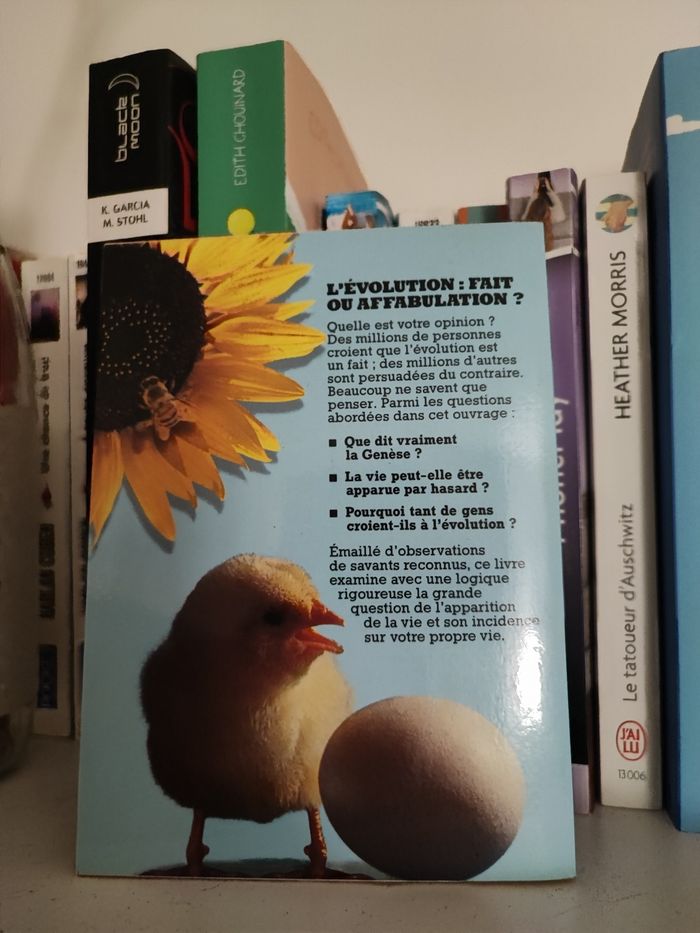 black
moon
K. GARCIA
M. STOHL
EDITH CHOUINARD
L'ÉVOLUTION : FAIT
OU AFFABULATION ?
Quelle est votre opinion ?
Des millions de personnes
croient que l'évolution est
un fait ; des millions d'autres
sont persuadées du contraire.
Beaucoup ne savent que
penser. Parmi les questions
abordées dans cet ouvrage :
■ Que dit vraiment
la Genèse ?
■ La vie peut-elle être
apparue par hasard ?
■ Pourquoi tant de gens
croient-ils à l'évolution ?
Émaillé d'observations
de savants reconnus, ce livre
examine avec une logique
rigoureuse la grande
question de l'apparition
de la vie et son incidence
sur votre propre vie.
HEATHER MORRIS
Le tatoueur d'Auschwitz
J'AI
LU
13006